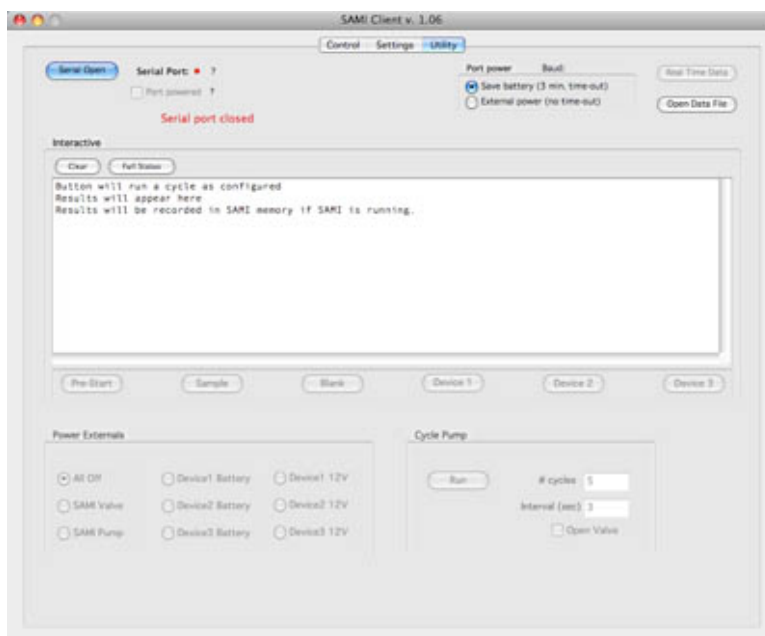 SAMI Client v. 1.06
Control Settings Utility
Serial Open Serial Port: ?
Port powered ?
Serial port closed
Port power Baud:
Save battery (3 min. time-out)
External power (no time-out)
Real Time Data
Open Data File
Interactive
Clear Full Status
Button will run a cycle as configured
Results will appear here
Results will be recorded in SAMI memory if SAMI is running.
Pre-Start Sample Blank Device 1 Device 2 Device 3
Power Externals
All Off Device1 Battery Device1 12V
SAMI Valve Device2 Battery Device2 12V
SAMI Pump Device3 Battery Device3 12V
Cycle Pump
Run # cycles 5
Interval (sec) 3
Open Valve